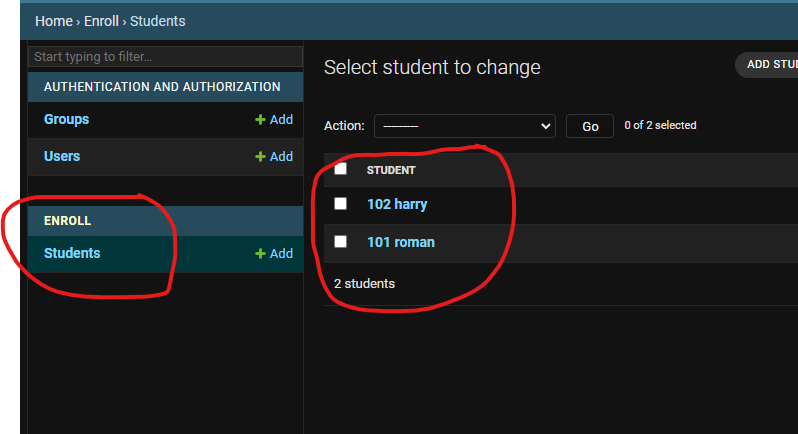 Home › Enroll › Students
Start typing to filter...
AUTHENTICATION AND AUTHORIZATION
Groups + Add
Users + Add
ENROLL
Students + Add
Select student to change
ADD STUD
Action: --------- Go 0 of 2 selected
STUDENT
102 harry
101 roman
2 students